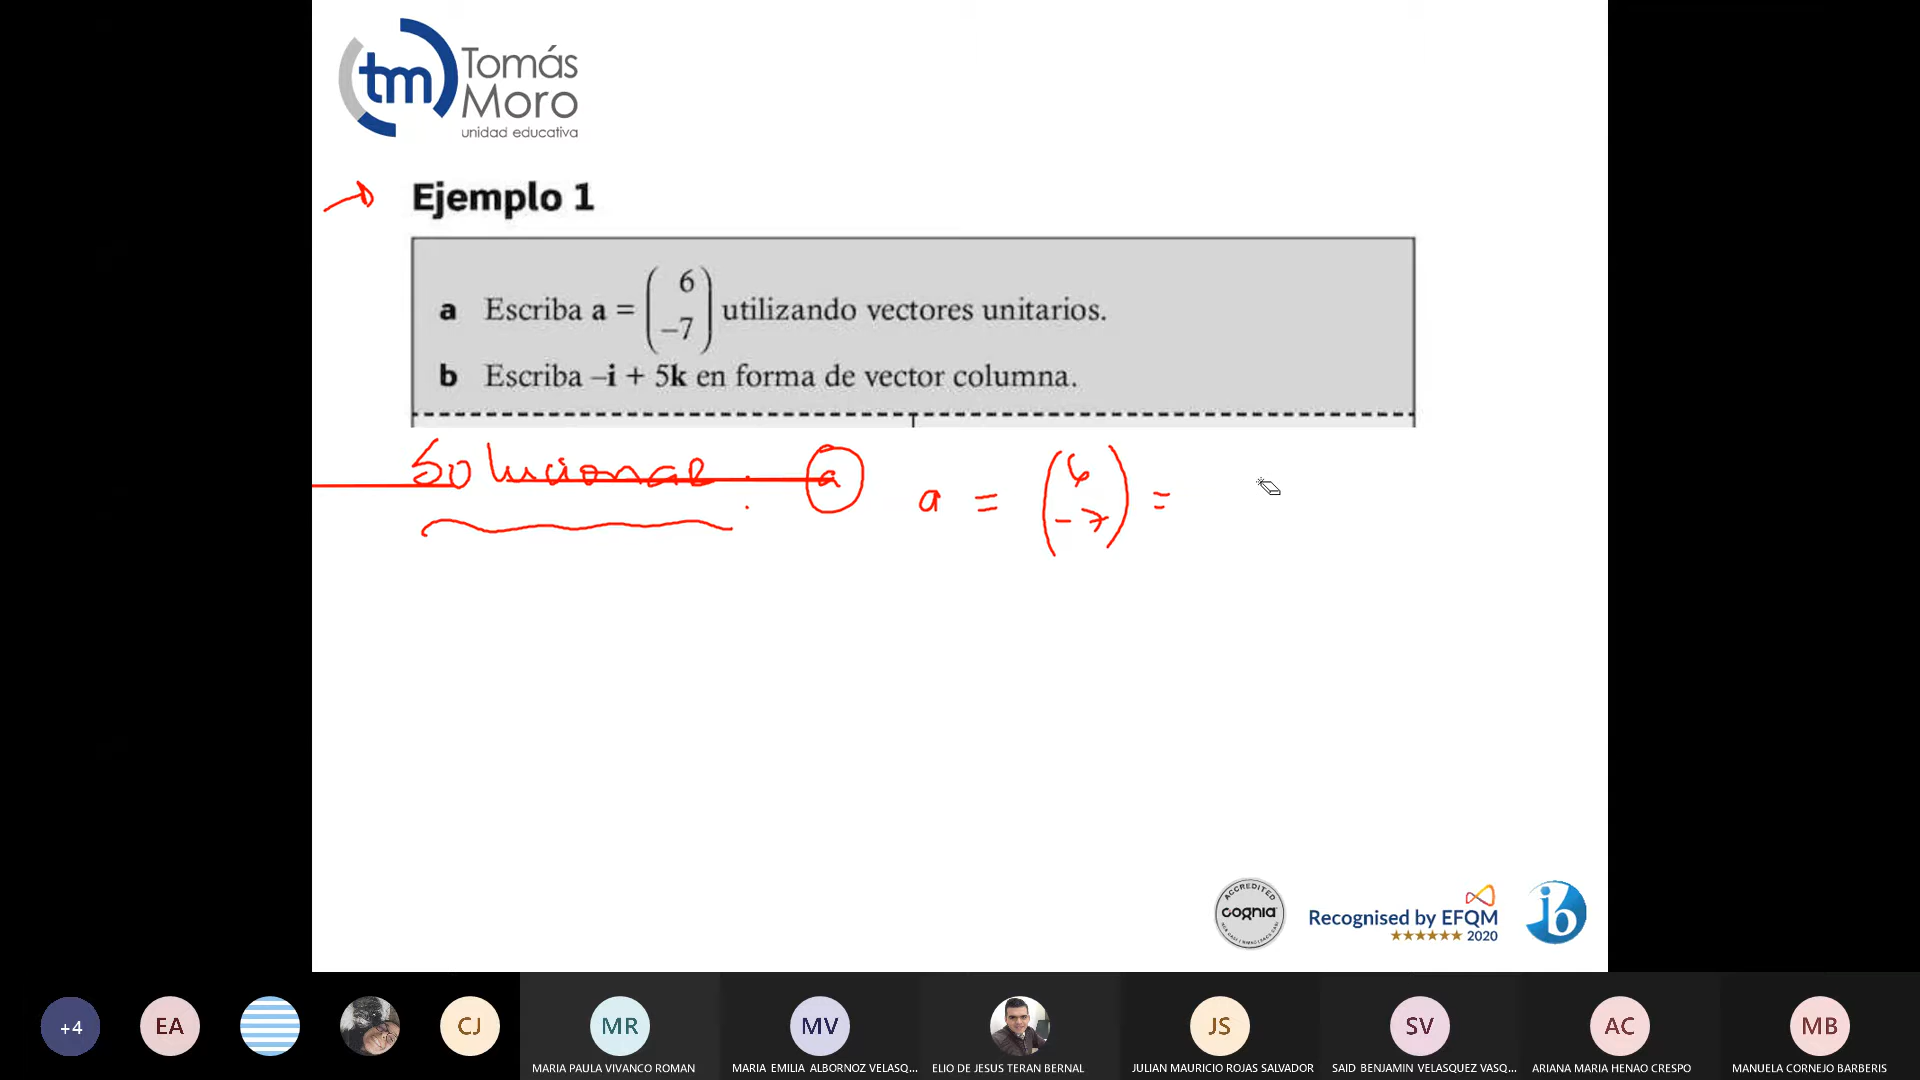 tm Tomás
Moro
unidad educativa
Ejemplo 1
a Escriba a = ( 6
-7 ) utilizando vectores unitarios.
b Escriba –i + 5k en forma de vector columna.
Solucionar : a a = ( 6
-7 ) =
ACCREDITED
cognia
Recognised by EFQM
★★★★★★ 2020
ib
+4 EA CJ MR MV JS SV AC MB
MARIA PAULA VIVANCO ROMAN MARIA EMILIA ALBORNOZ VELASQ... ELIO DE JESUS TERAN BERNAL JULIAN MAURICIO ROJAS SALVADOR SAID BENJAMIN VELASQUEZ VASQ... ARIANA MARIA HENAO CRESPO MANUELA CORNEJO BARBERIS